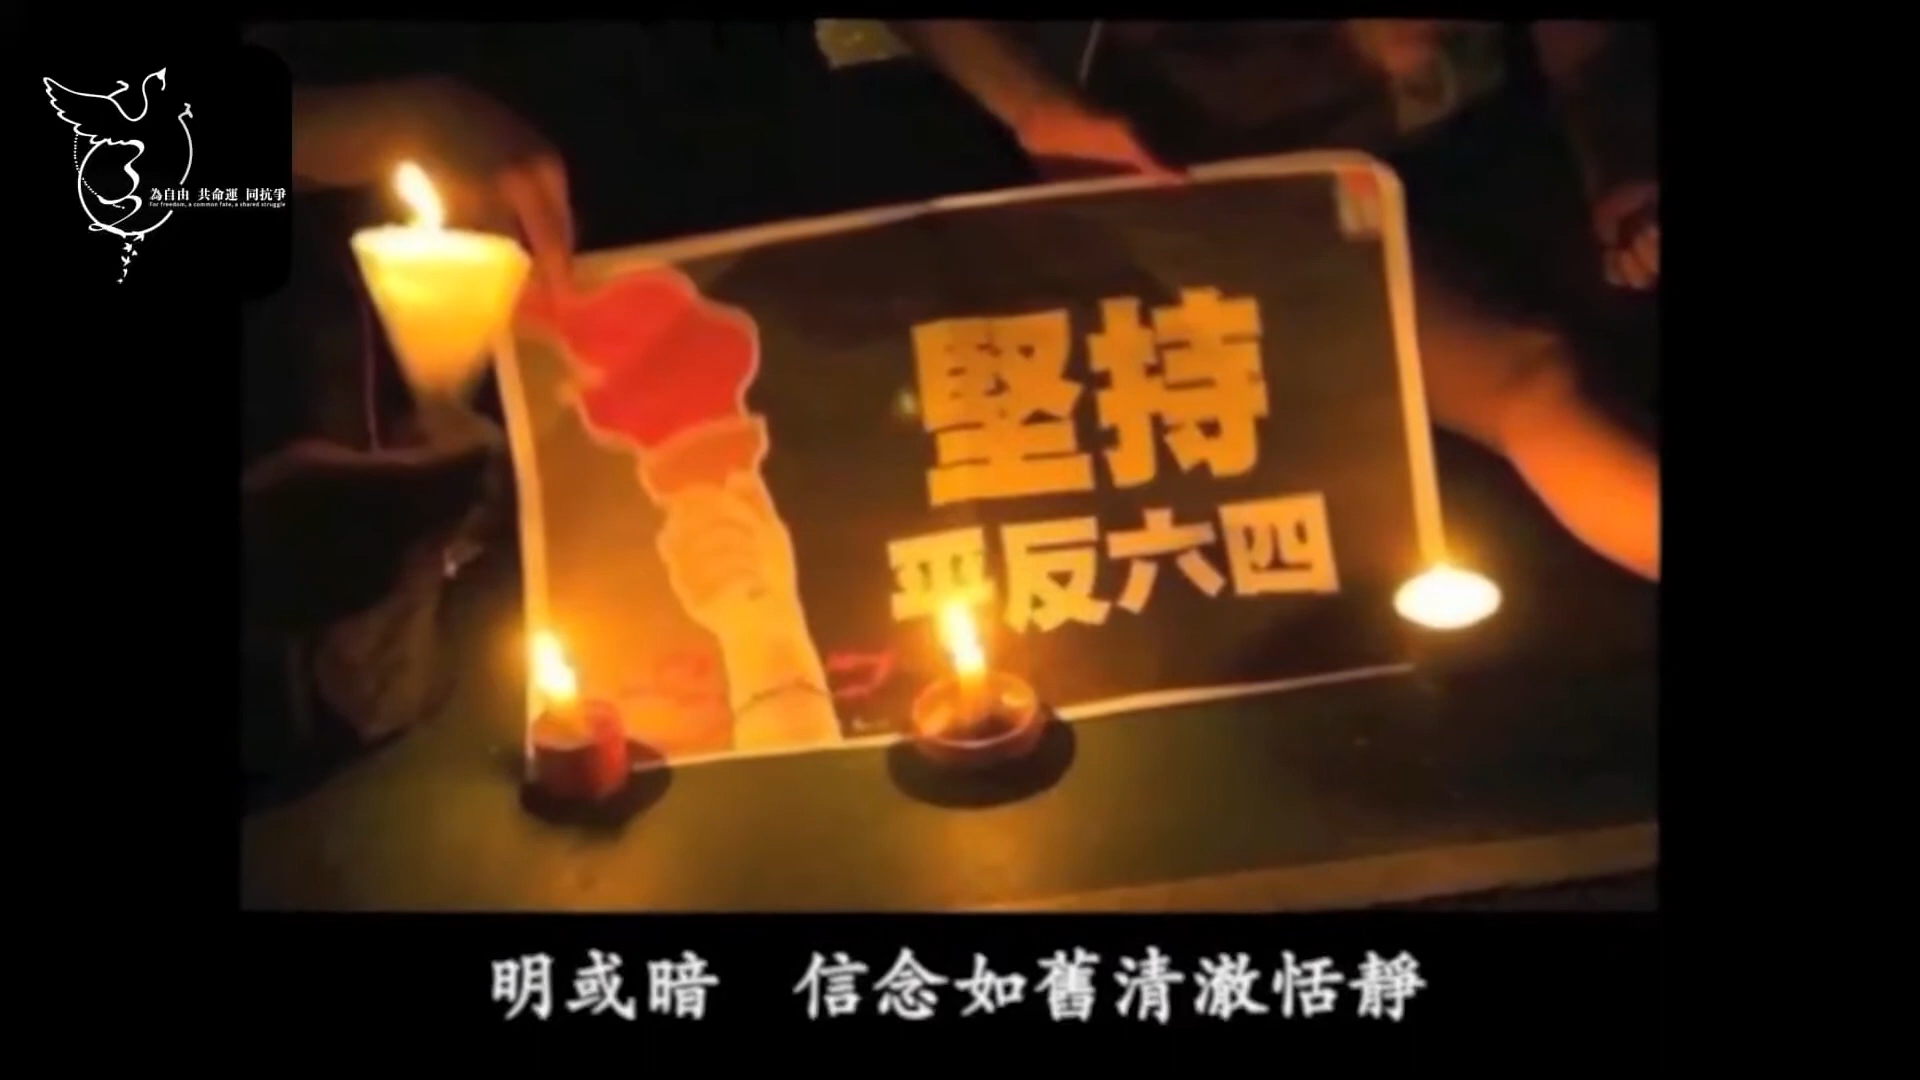 為自由 共命運 同抗爭
For freedom, a common fate, a shared struggle
堅持
平反六四
明或暗 信念如舊清澈恬靜